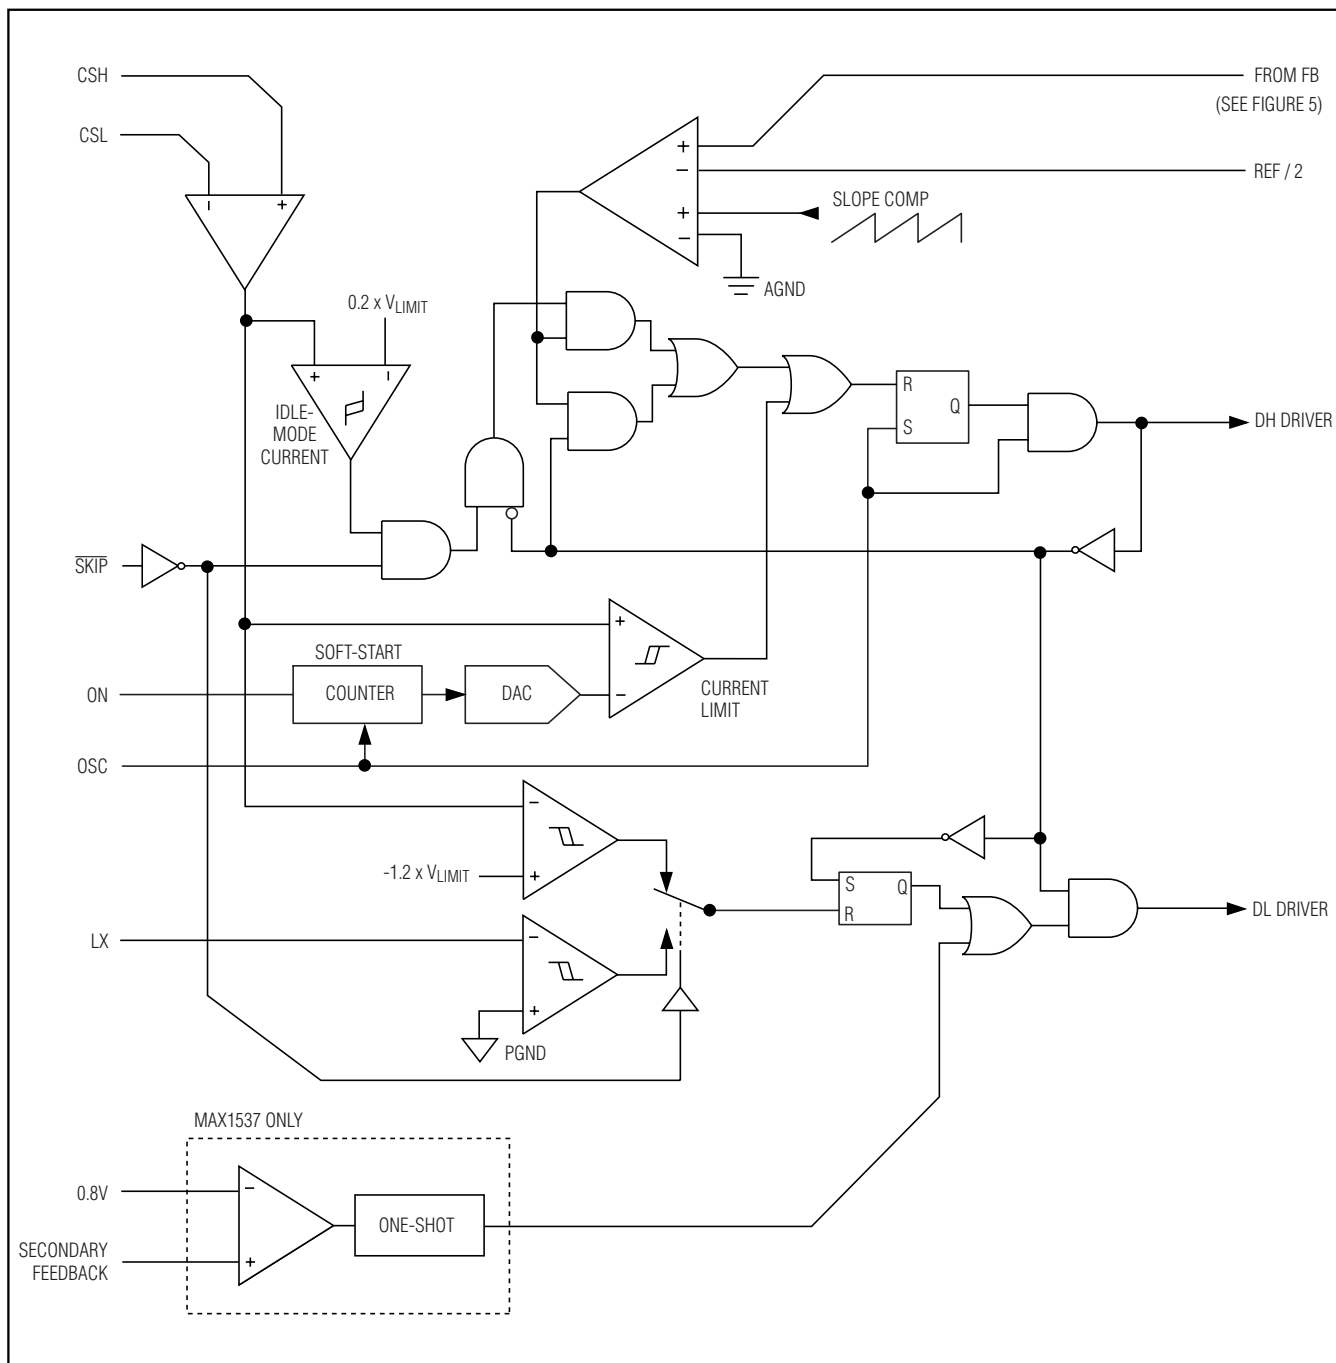 CSH
FROM FB
(SEE FIGURE 5)
CSL
+
−
REF / 2
− +
SLOPE COMP
+
−
AGND
0.2 x VLIMIT
+ −
IDLE-
MODE
CURRENT
R
Q
S
DH DRIVER
SKIP
+
SOFT-START
ON
COUNTER
DAC
−
CURRENT
LIMIT
OSC
−
-1.2 x VLIMIT
+
S
Q
R
DL DRIVER
LX
−
+
PGND
MAX1537 ONLY
0.8V
−
ONE-SHOT
SECONDARY
FEEDBACK
+